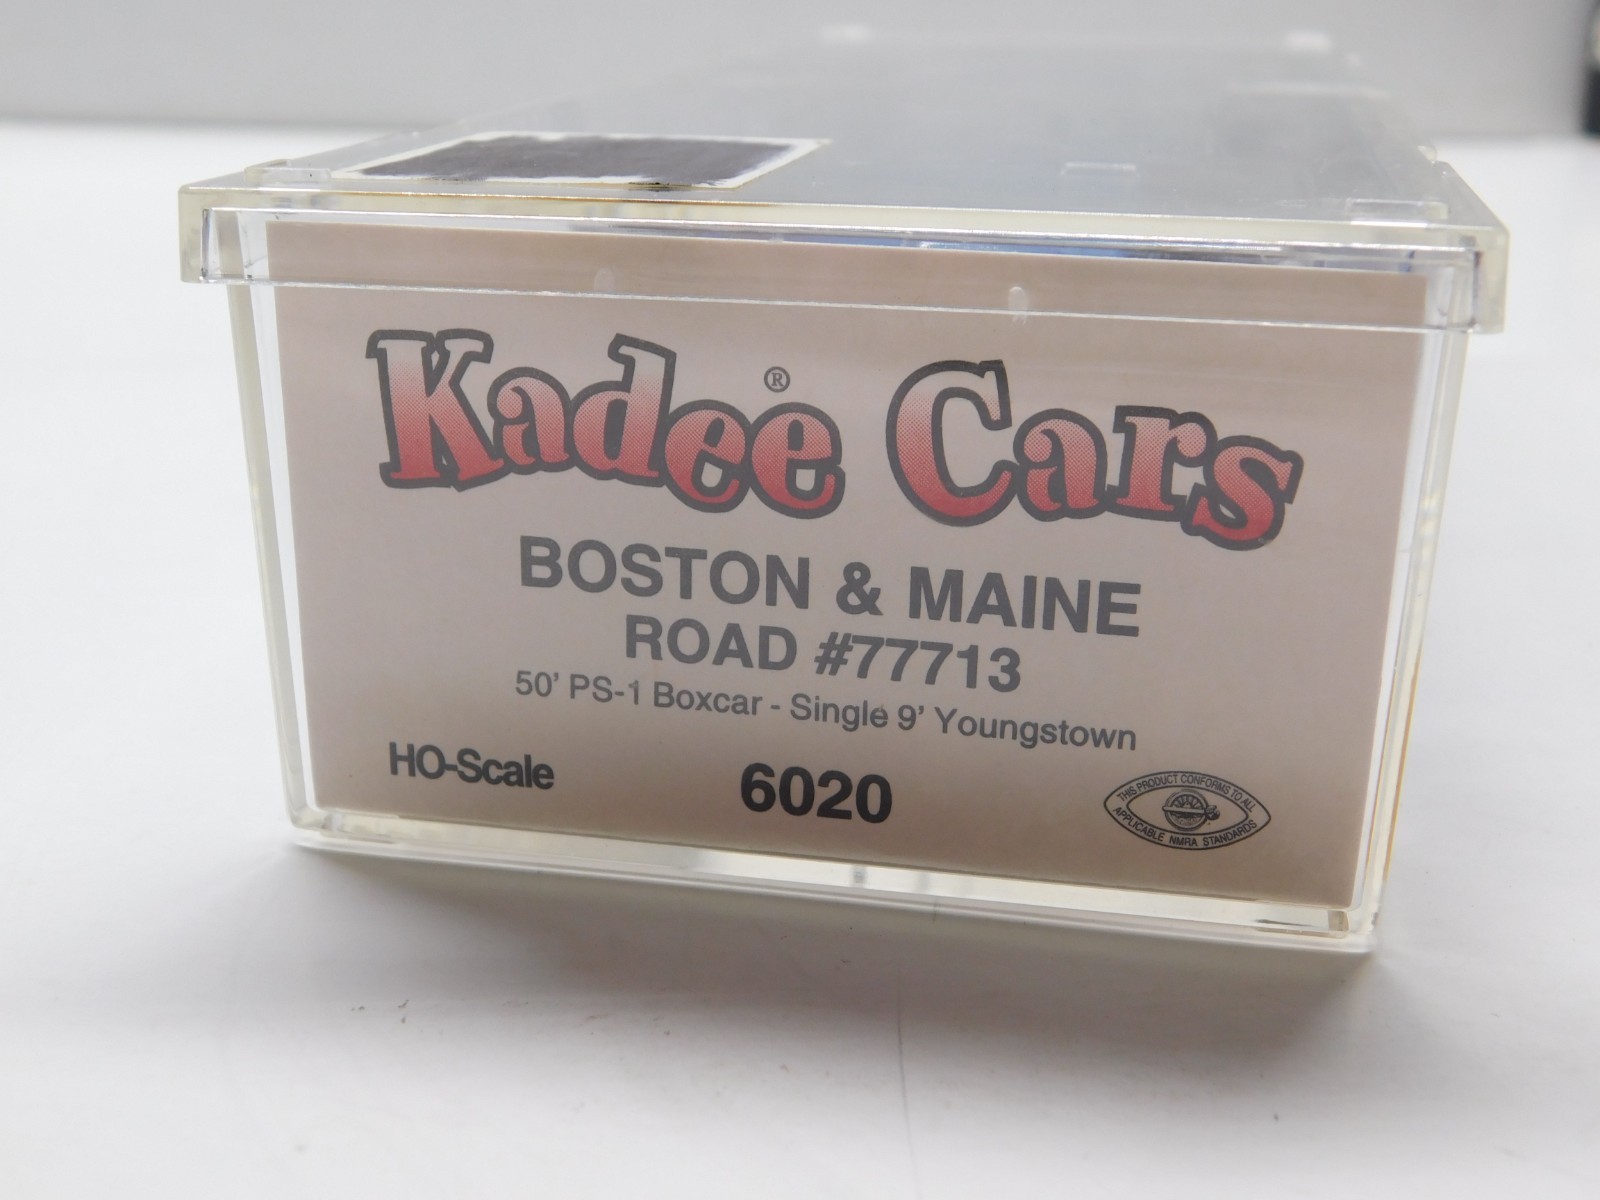 Kadee® Cars
BOSTON & MAINE
ROAD #77713
50' PS-1 Boxcar - Single 9' Youngstown
HO-Scale
6020
THIS PRODUCT CONFORMS TO ALL
APPLICABLE NMRA STANDARDS